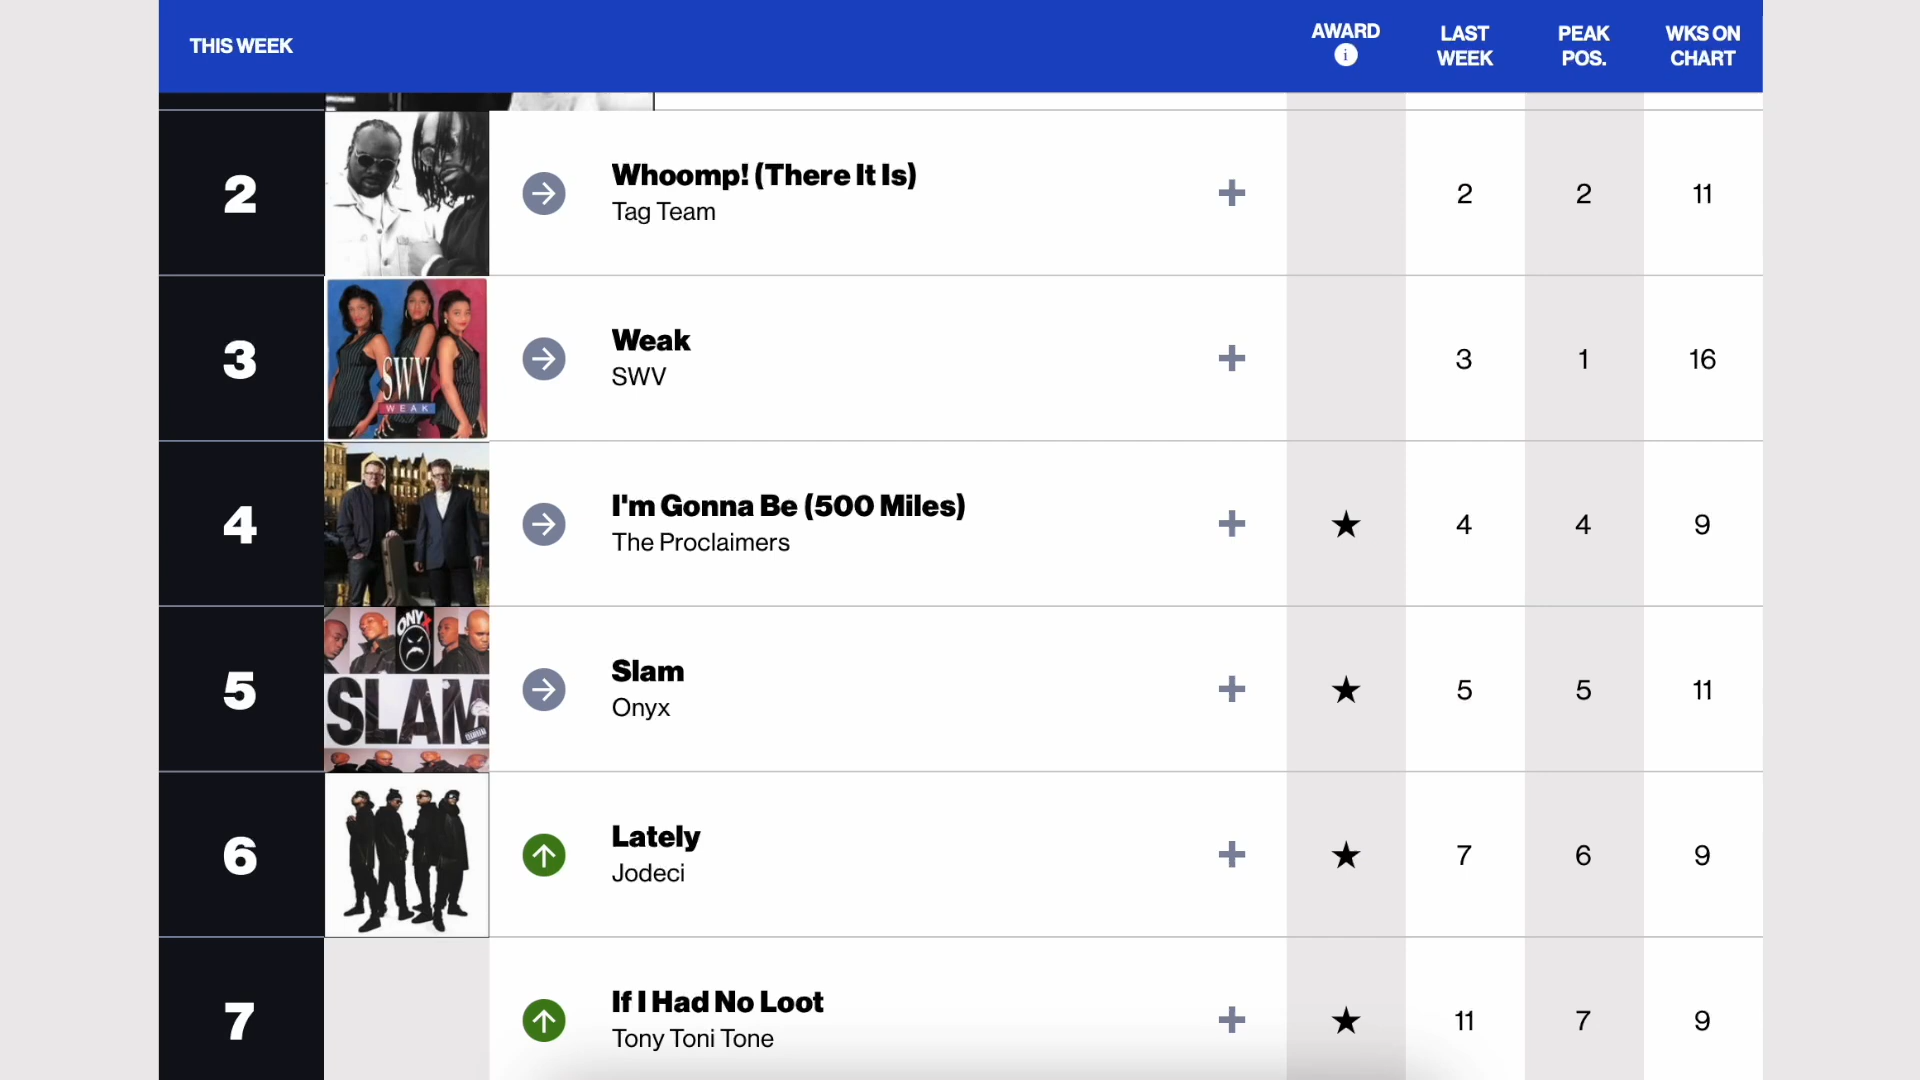 THIS WEEK
AWARD
i
LAST
WEEK
PEAK
POS.
WKS ON
CHART
2
Whoomp! (There It Is)
Tag Team
+
2
2
11
3
SWV
WEAK
Weak
SWV
+
3
1
16
4
I'm Gonna Be (500 Miles)
The Proclaimers
+
★
4
4
9
5
ONYX
SLAM
Slam
Onyx
+
★
5
5
11
6
Lately
Jodeci
+
★
7
6
9
7
If I Had No Loot
Tony Toni Tone
+
★
11
7
9